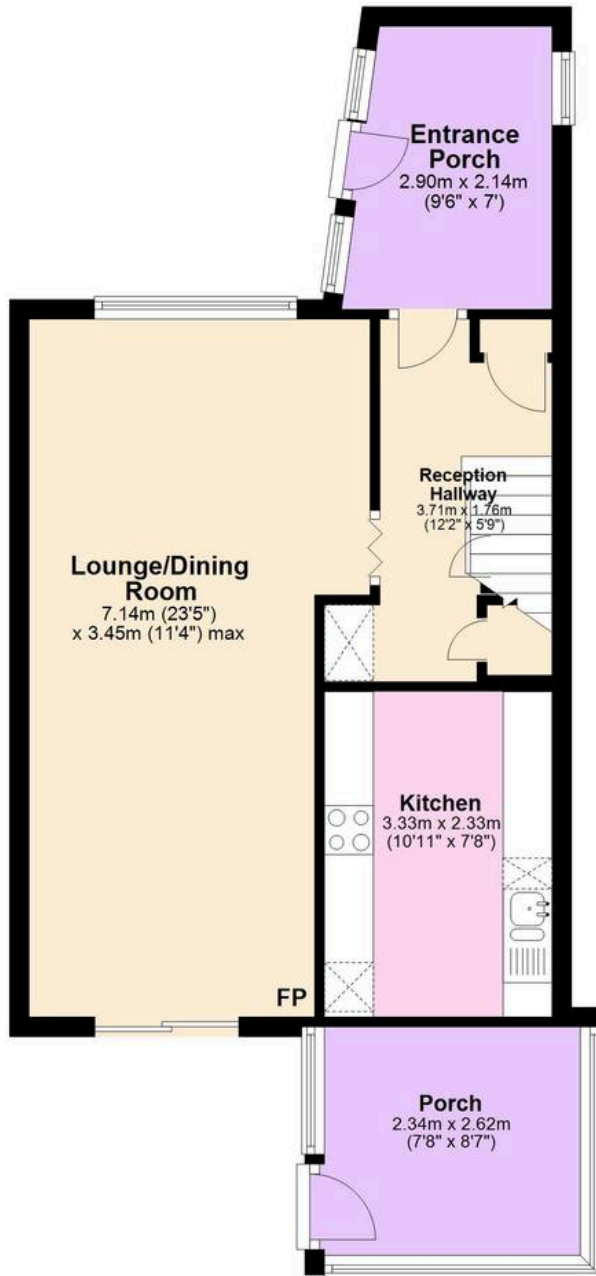 Entrance
Porch
2.90m x 2.14m
(9'6" x 7')
Reception
Hallway
3.71m x 1.76m
(12'2" x 5'9")
Lounge/Dining
Room
7.14m (23'5")
x 3.45m (11'4") max
Kitchen
3.33m x 2.33m
(10'11" x 7'8")
FP
Porch
2.34m x 2.62m
(7'8" x 8'7")